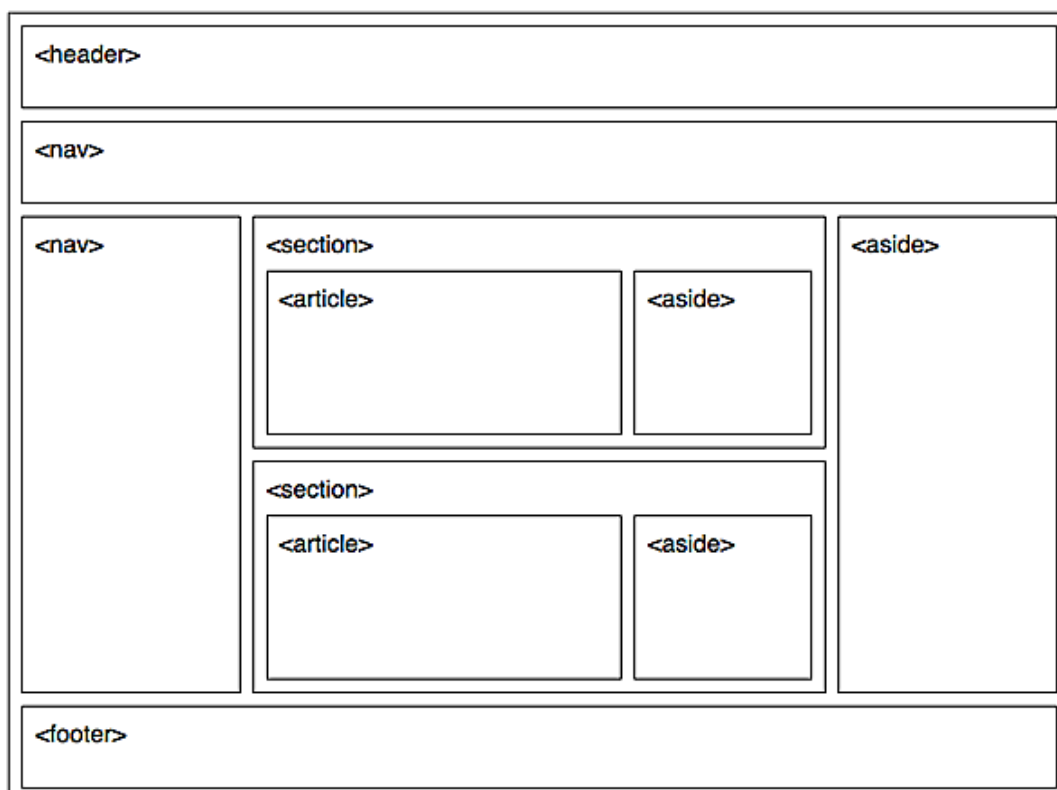 <header>
<nav>
<nav>
<section>
<aside>
<article>
<aside>
<section>
<article>
<aside>
<footer>